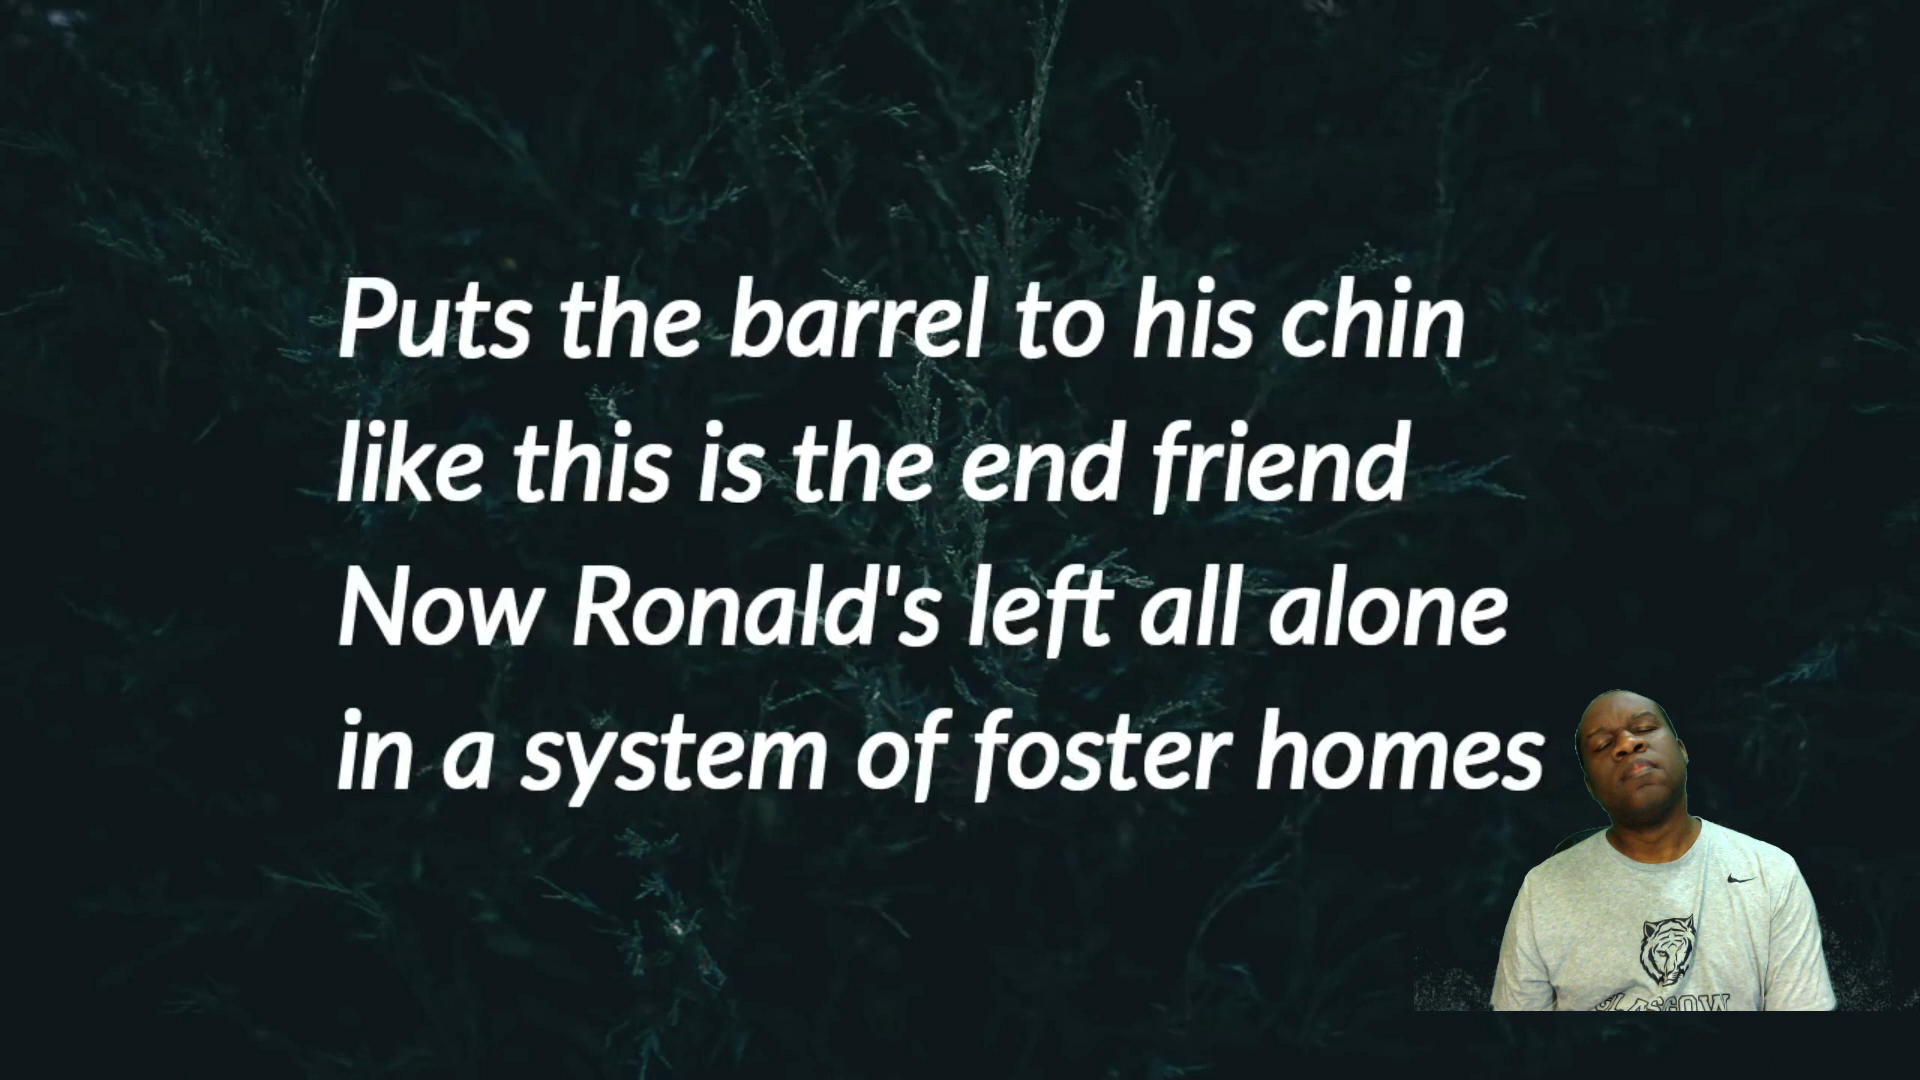 Puts the barrel to his chin
like this is the end friend
Now Ronald's left all alone
in a system of foster homes
GLASGOW